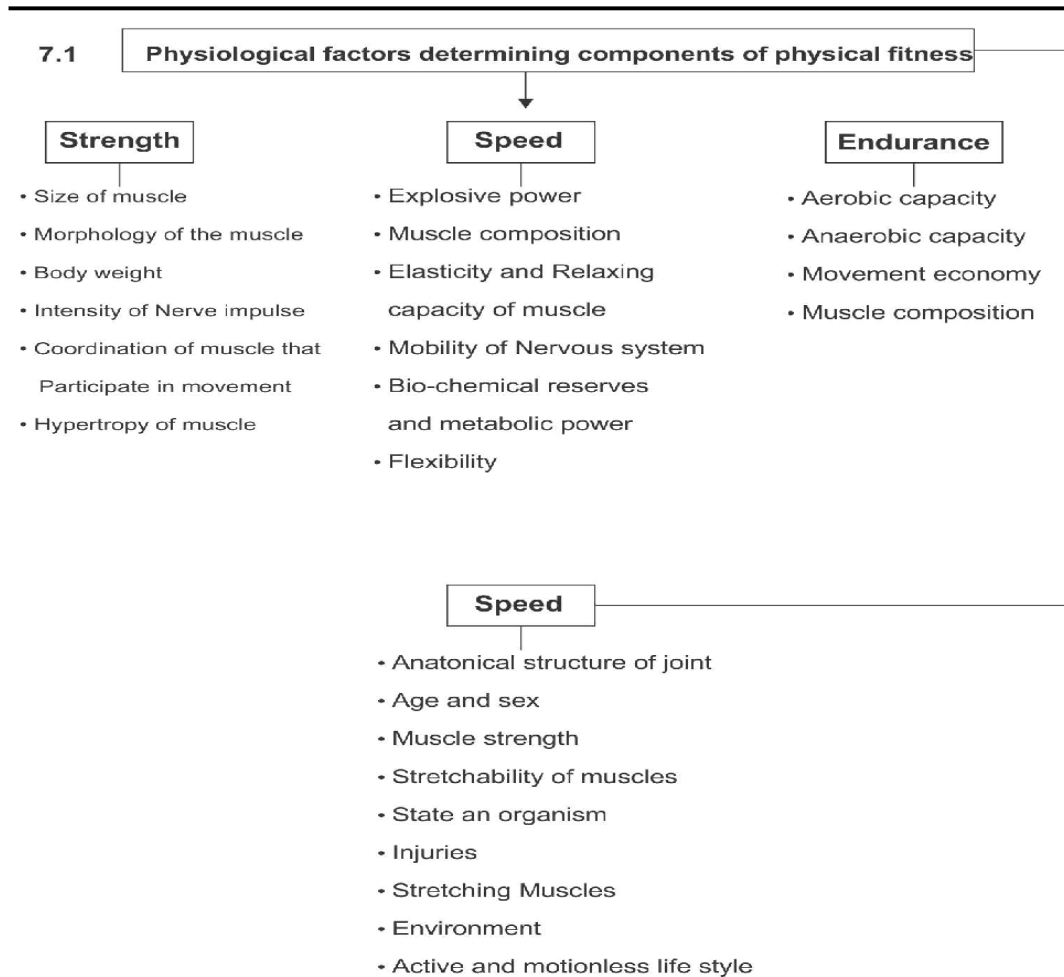 7.1 Physiological factors determining components of physical fitness
Strength
• Size of muscle
• Morphology of the muscle
• Body weight
• Intensity of Nerve impulse
• Coordination of muscle that
Participate in movement
• Hypertropy of muscle
Speed
• Explosive power
• Muscle composition
• Elasticity and Relaxing
capacity of muscle
• Mobility of Nervous system
• Bio-chemical reserves
and metabolic power
• Flexibility
Endurance
• Aerobic capacity
• Anaerobic capacity
• Movement economy
• Muscle composition
Speed
• Anatonical structure of joint
• Age and sex
• Muscle strength
• Stretchability of muscles
• State an organism
• Injuries
• Stretching Muscles
• Environment
• Active and motionless life style